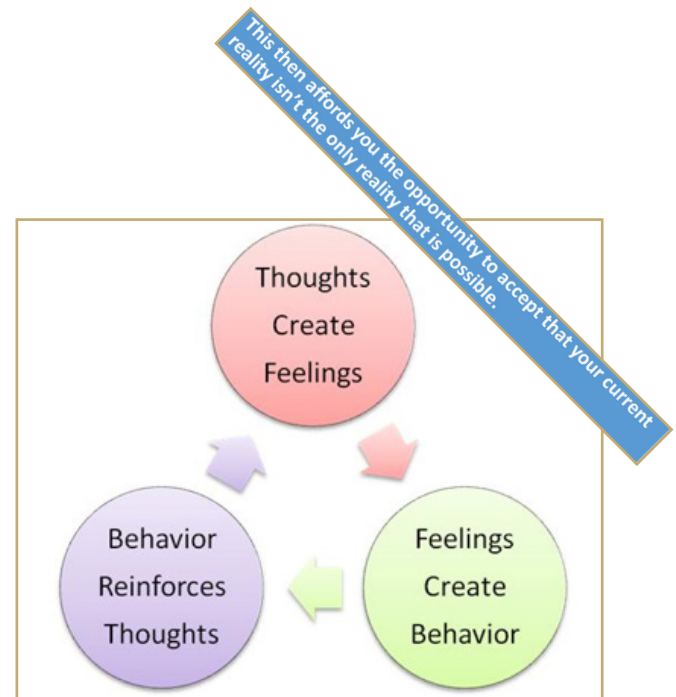 This then affords you the opportunity to accept that your current
reality isn't the only reality that is possible.
Thoughts
Create
Feelings
Feelings
Create
Behavior
Behavior
Reinforces
Thoughts